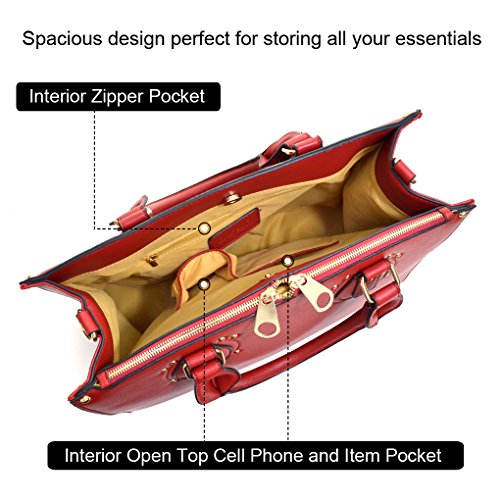 Spacious design perfect for storing all your essentials
Interior Zipper Pocket
Interior Open Top Cell Phone and Item Pocket